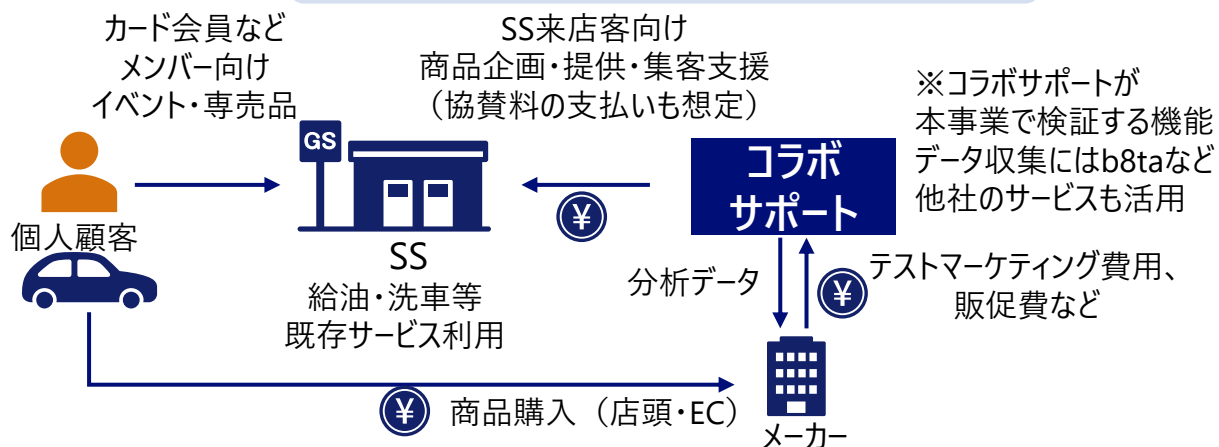 カード会員など
メンバー向け
イベント・専売品
SS来店客向け
商品企画・提供・集客支援
（協賛料の支払いも想定）
※コラボサポートが
本事業で検証する機能
データ収集にはb8taなど
他社のサービスも活用
GS
コラボ
サポート
¥
個人顧客
SS
給油・洗車等
既存サービス利用
分析データ
¥
テストマーケティング費用、
販促費など
¥
商品購入（店頭・EC）
メーカー